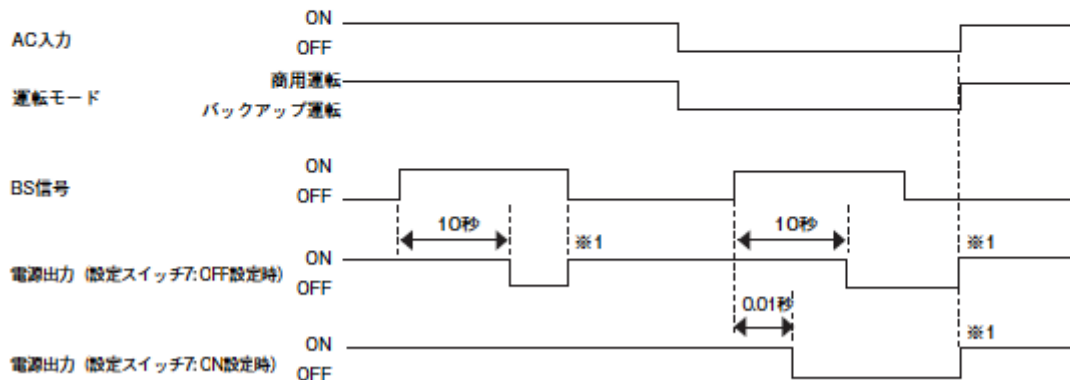 AC入力
ON
OFF
運転モード
商用運転
バックアップ運転
BS信号
ON
OFF
10秒
※1
10秒
※1
電源出力（設定スイッチ7:OFF設定時）
ON
OFF
0.01秒
※1
電源出力（設定スイッチ7:ON設定時）
ON
OFF